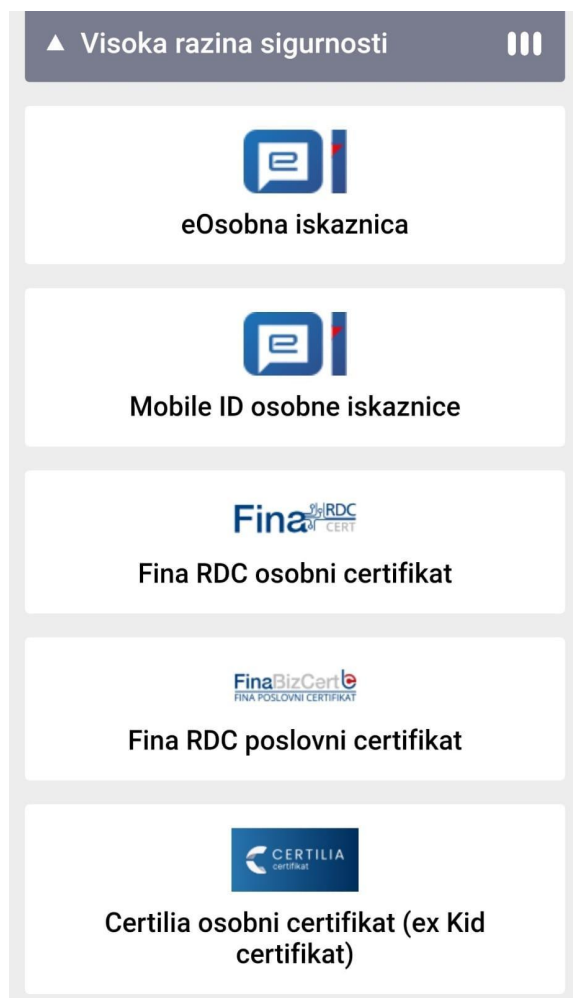 ▲ Visoka razina sigurnosti
eOsobna iskaznica
Mobile ID osobne iskaznice
Fina RDC
CERT
Fina RDC osobni certifikat
FinaBizCert
FINA POSLOVNI CERTIFIKAT
Fina RDC poslovni certifikat
CERTILIA
certifikat
Certilia osobni certifikat (ex Kid
certifikat)